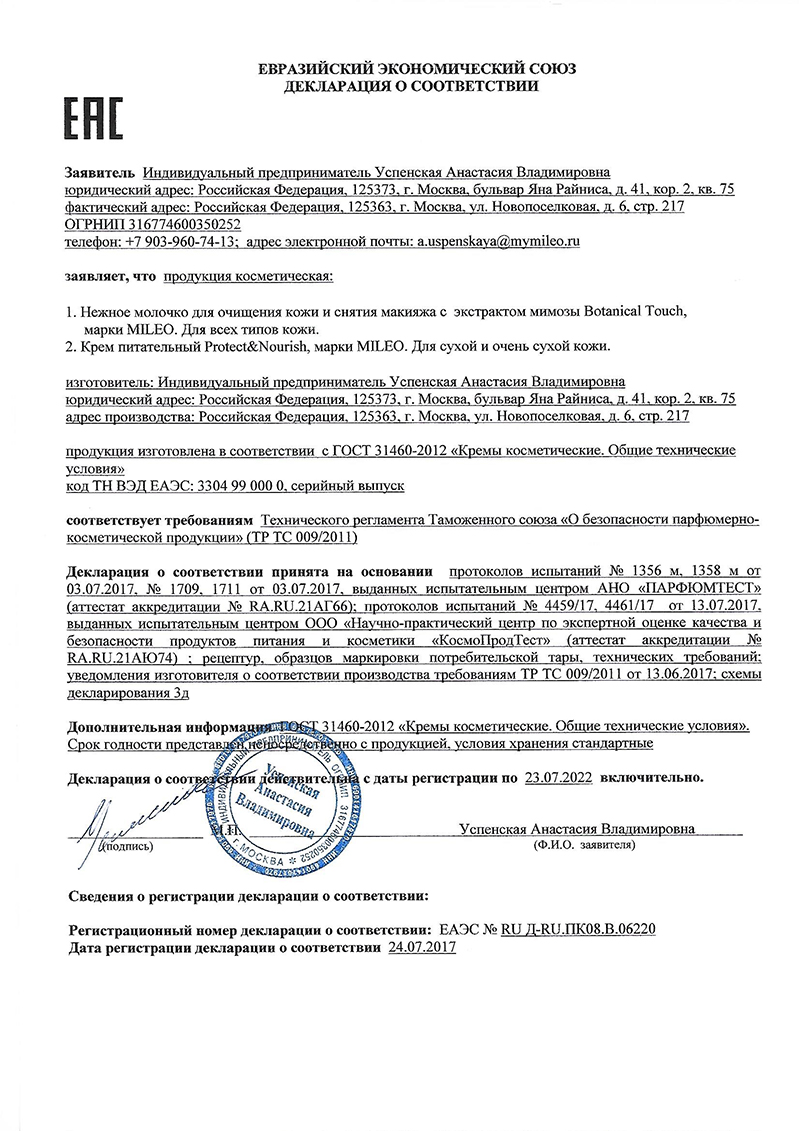 ЕВРАЗИЙСКИЙ ЭКОНОМИЧЕСКИЙ СОЮЗ
ДЕКЛАРАЦИЯ О СООТВЕТСТВИИ
ЕАС
Заявитель Индивидуальный предприниматель Успенская Анастасия Владимировна
юридический адрес: Российская Федерация, 125373, г. Москва, бульвар Яна Райниса, д. 41, кор. 2, кв. 75
фактический адрес: Российская Федерация, 125363, г. Москва, ул. Новопоселковая, д. 6, стр. 217
ОГРНИП 316774600350252
телефон: +7 903-960-74-13; адрес электронной почты: a.uspenskaya@mymileo.ru
заявляет, что продукция косметическая:
1. Нежное молочко для очищения кожи и снятия макияжа с экстрактом мимозы Botanical Touch,
марки MILEO. Для всех типов кожи.
2. Крем питательный Protect&Nourish, марки MILEO. Для сухой и очень сухой кожи.
изготовитель: Индивидуальный предприниматель Успенская Анастасия Владимировна
юридический адрес: Российская Федерация, 125373, г. Москва, бульвар Яна Райниса, д. 41, кор. 2, кв. 75
адрес производства: Российская Федерация, 125363, г. Москва, ул. Новопоселковая, д. 6, стр. 217
продукция изготовлена в соответствии с ГОСТ 31460-2012 «Кремы косметические. Общие технические
условия»
код ТН ВЭД ЕАЭС: 3304 99 000 0, серийный выпуск
соответствует требованиям Технического регламента Таможенного союза «О безопасности парфюмерно-
косметической продукции» (ТР ТС 009/2011)
Декларация о соответствии принята на основании протоколов испытаний № 1356 м, 1358 м от
03.07.2017, № 1709, 1711 от 03.07.2017, выданных испытательным центром АНО «ПАРФЮМТЕСТ»
(аттестат аккредитации № RA.RU.21АГ66); протоколов испытаний № 4459/17, 4461/17 от 13.07.2017,
выданных испытательным центром ООО «Научно-практический центр по экспертной оценке качества и
безопасности продуктов питания и косметики «КосмоПродТест» (аттестат аккредитации №
RA.RU.21АЮ74) ; рецептур, образцов маркировки потребительской тары, технических требований;
уведомления изготовителя о соответствии производства требованиям ТР ТС 009/2011 от 13.06.2017; схемы
декларирования 3д
Дополнительная информация ГОСТ 31460-2012 «Кремы косметические. Общие технические условия».
Срок годности представлен непосредственно с продукцией, условия хранения стандартные
Декларация о соответствии действительна с даты регистрации по 23.07.2022 включительно.
ИНДИВИДУАЛЬНЫЙ ПРЕДПРИНИМАТЕЛЬ ОГРНИП 316774600350252
г. МОСКВА
Успенская
Анастасия
Владимировна
М.П. Успенская Анастасия Владимировна
(подпись) (Ф.И.О. заявителя)
Сведения о регистрации декларации о соответствии:
Регистрационный номер декларации о соответствии: ЕАЭС № RU Д-RU.ПК08.В.06220
Дата регистрации декларации о соответствии 24.07.2017